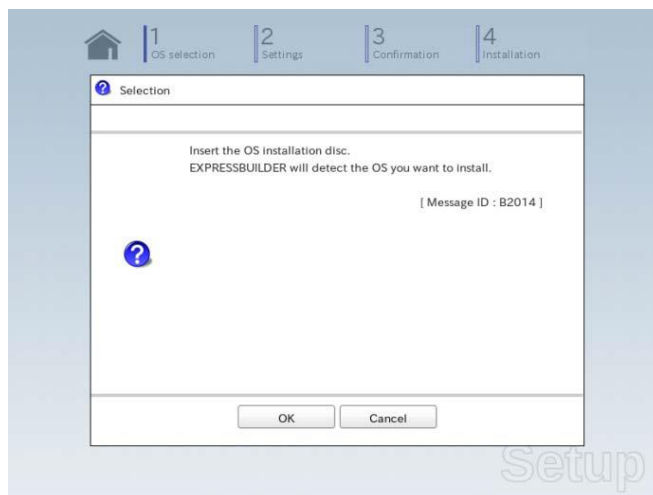 1
OS selection
2
Settings
3
Confirmation
4
Installation
Selection
Insert the OS installation disc.
EXPRESSBUILDER will detect the OS you want to install.
[ Message ID : B2014 ]
OK
Cancel
Setup